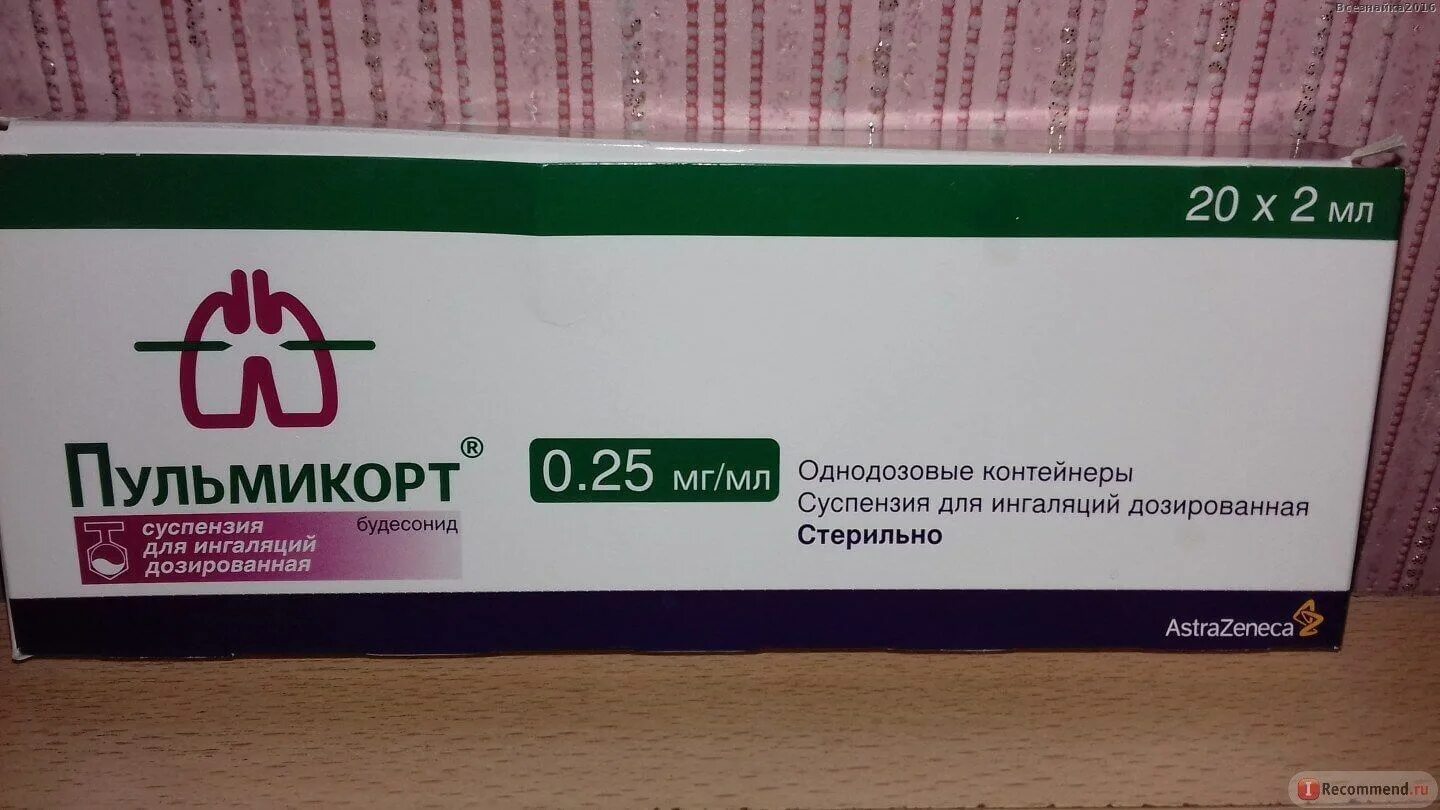 Всезнайка2016
20 x 2 мл
Пульмикорт®
будесонид
суспензия
для ингаляций
дозированная
0.25 мг/мл
Однодозовые контейнеры
Суспензия для ингаляций дозированная
Стерильно
AstraZeneca
IRecommend.ru